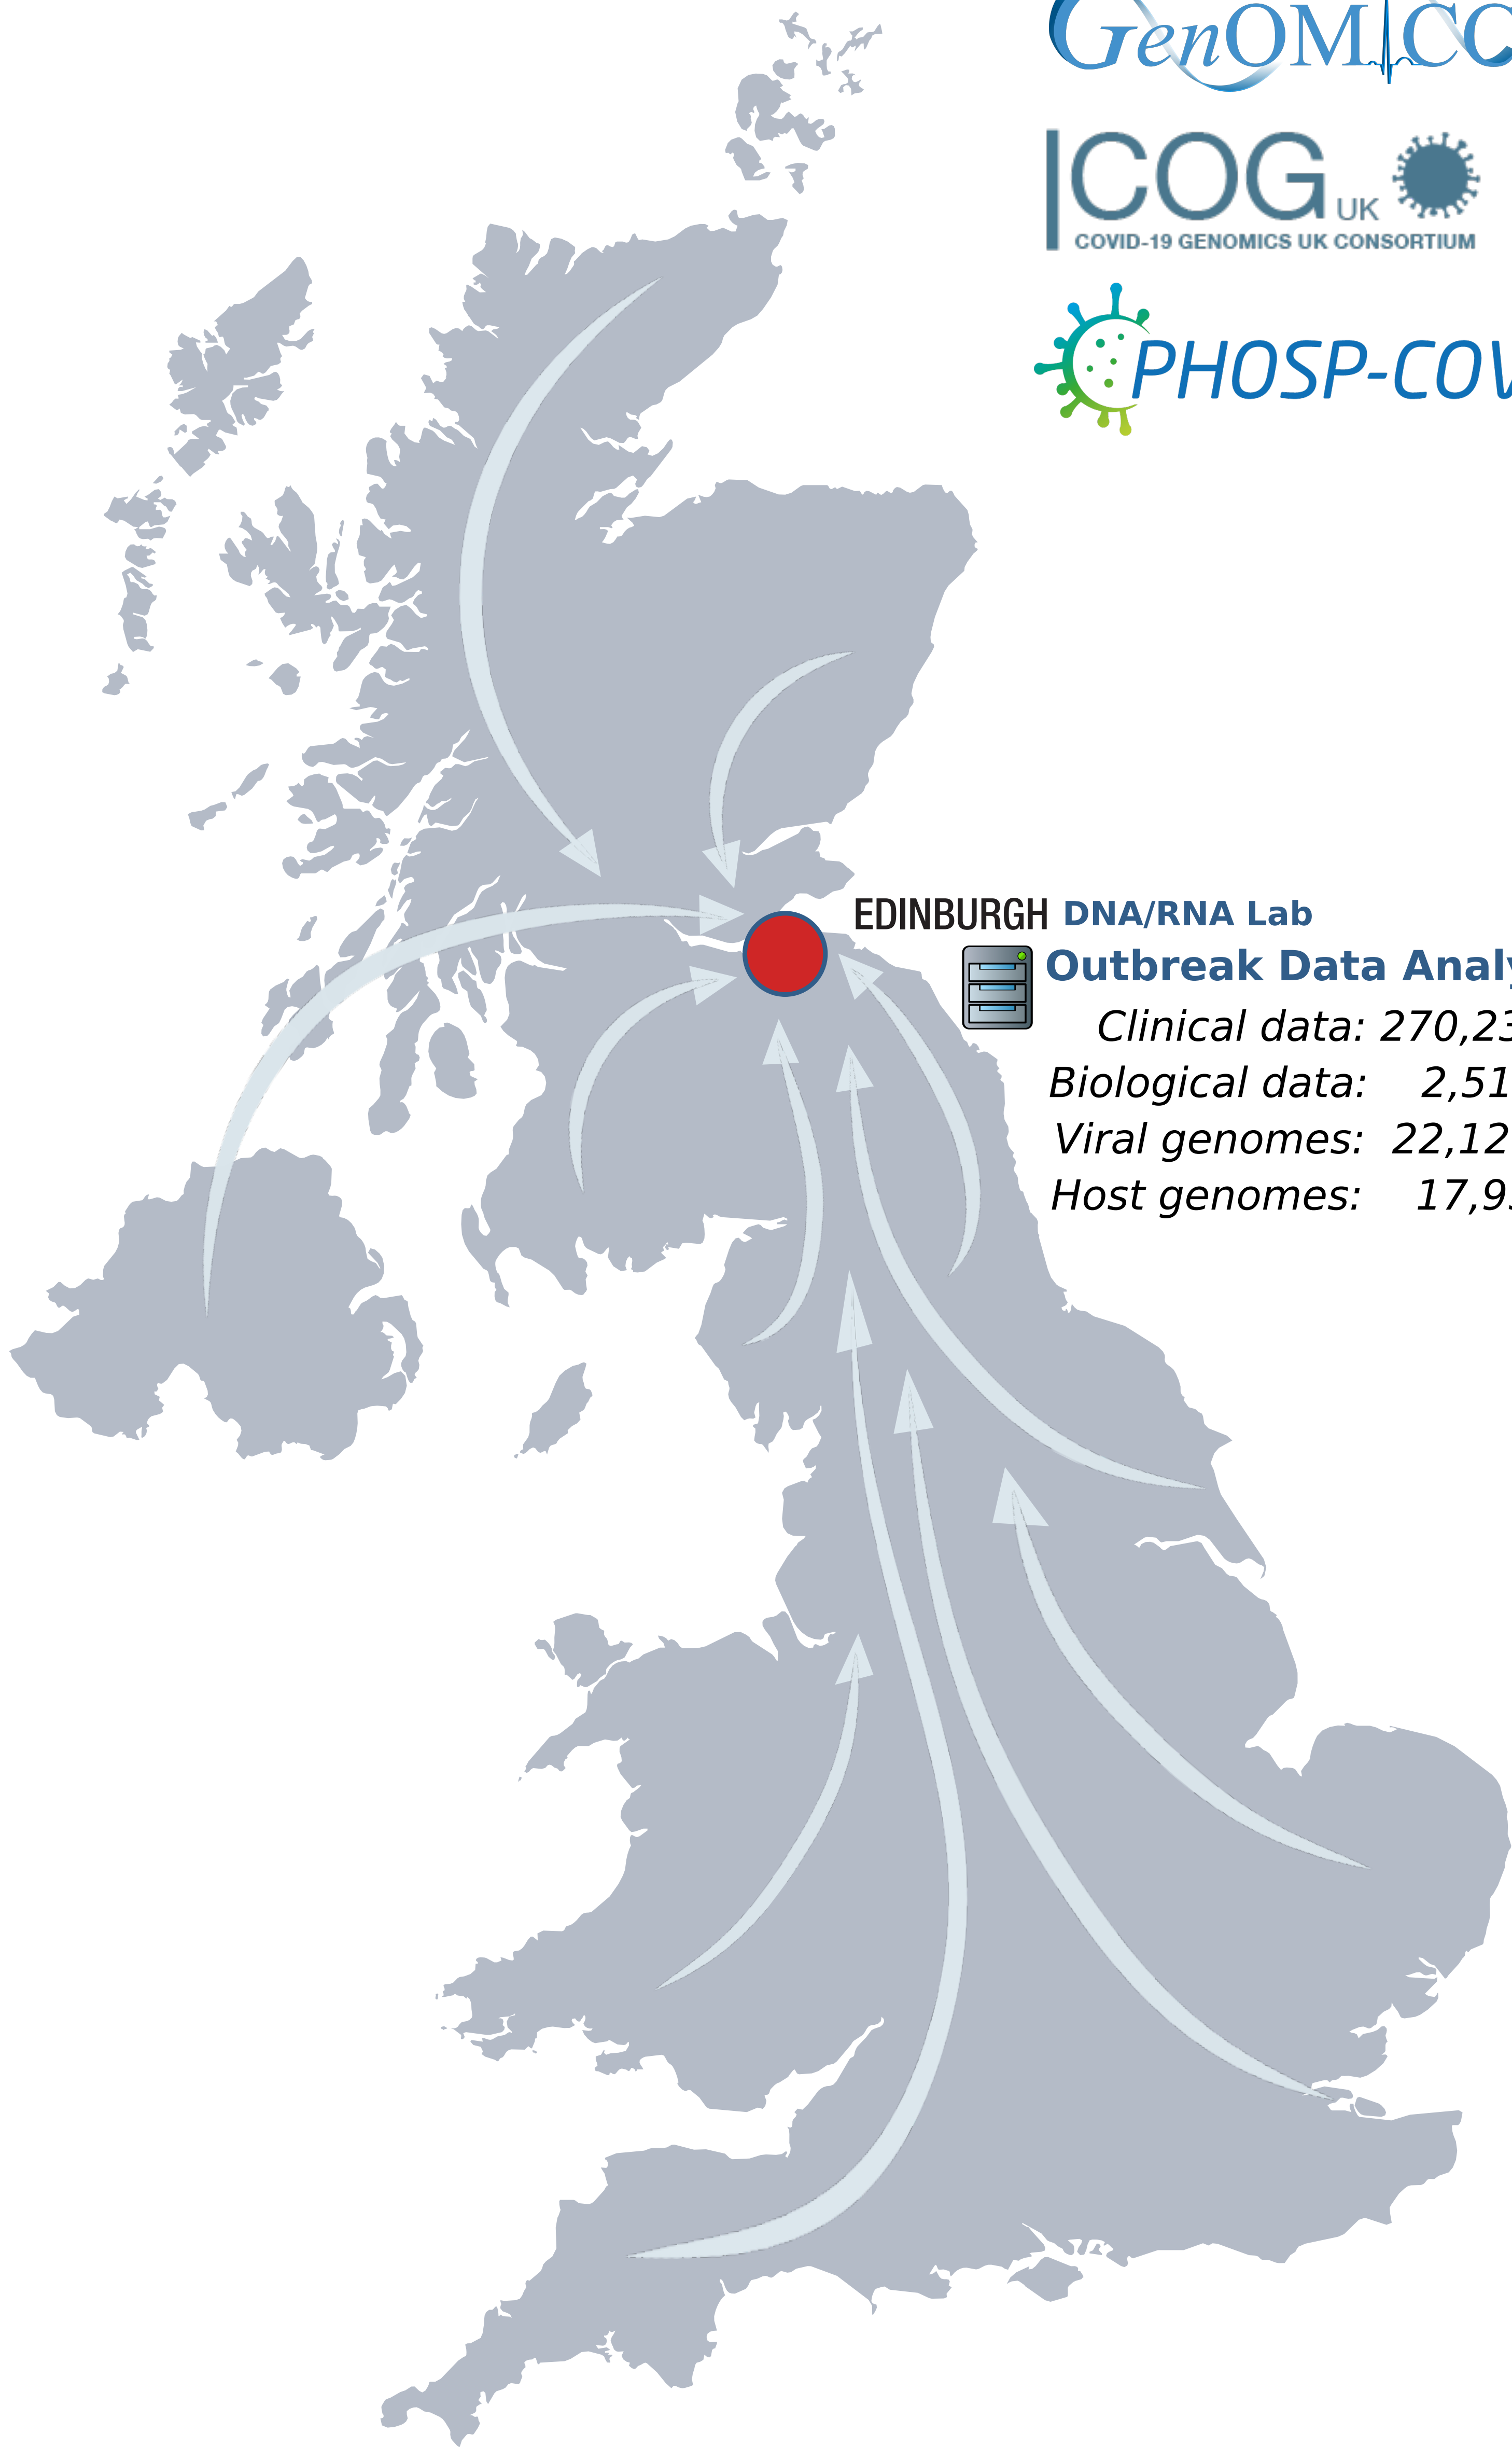 GenOMICC
COG UK
COVID-19 GENOMICS UK CONSORTIUM
PHOSP-COV
EDINBURGH DNA/RNA Lab
Outbreak Data Analy
Clinical data: 270,23
Biological data: 2,51
Viral genomes: 22,12
Host genomes: 17,9